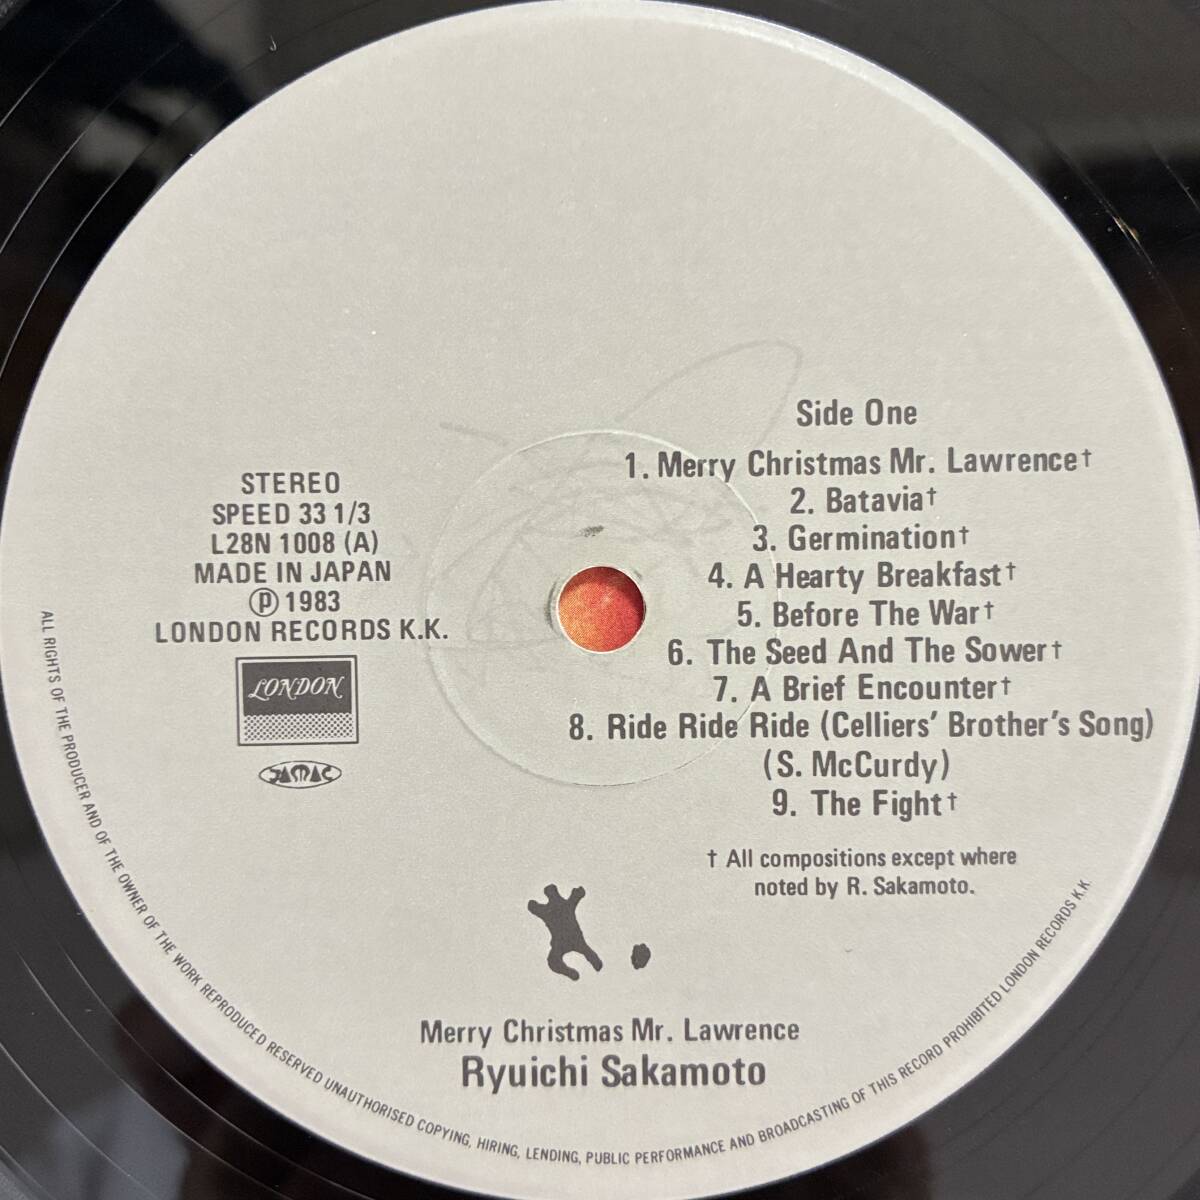 Side One
1. Merry Christmas Mr. Lawrence†
2. Batavia†
3. Germination†
4. A Hearty Breakfast†
5. Before The War†
6. The Seed And The Sower†
7. A Brief Encounter†
8. Ride Ride Ride (Celliers' Brother's Song)
(S. McCurdy)
9. The Fight†
† All compositions except where
noted by R. Sakamoto.
STEREO
SPEED 33 1/3
L28N 1008 (A)
MADE IN JAPAN
℗ 1983
LONDON RECORDS K.K.
LONDON
JASRAC
Merry Christmas Mr. Lawrence
Ryuichi Sakamoto
ALL RIGHTS OF THE PRODUCER AND OF THE OWNER OF THE WORK REPRODUCED RESERVED UNAUTHORISED COPYING, HIRING, LENDING, PUBLIC PERFORMANCE AND BROADCASTING OF THIS RECORD PROHIBITED LONDON RECORDS K.K